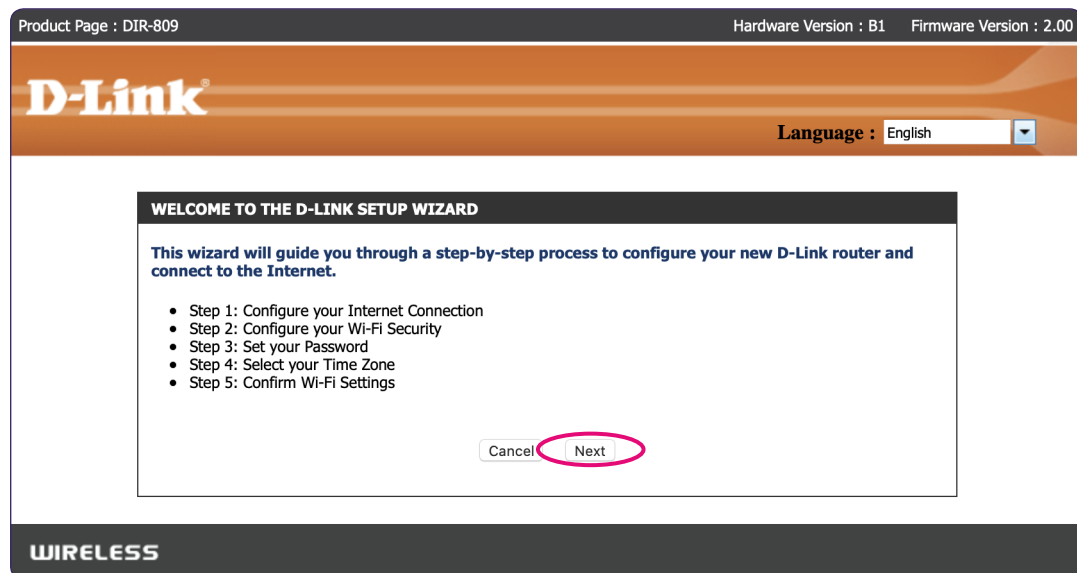 Product Page : DIR-809 Hardware Version : B1 Firmware Version : 2.00
D-Link®
Language : English
WELCOME TO THE D-LINK SETUP WIZARD
This wizard will guide you through a step-by-step process to configure your new D-Link router and
connect to the Internet.
• Step 1: Configure your Internet Connection
• Step 2: Configure your Wi-Fi Security
• Step 3: Set your Password
• Step 4: Select your Time Zone
• Step 5: Confirm Wi-Fi Settings
Cancel Next
WIRELESS